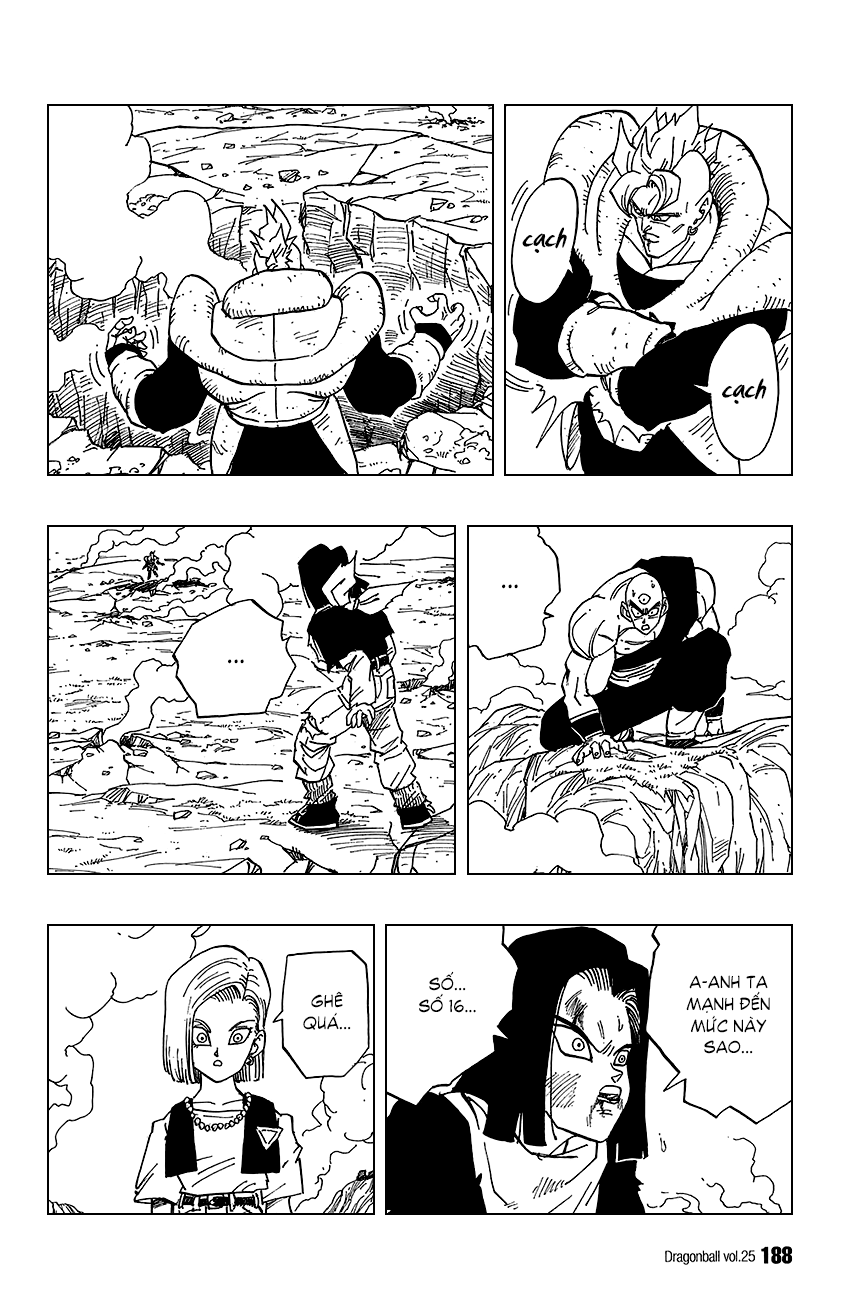 cạch
cạch
...
...
GHÊ
QUÁ...
SỐ...
SỐ 16...
A-ANH TA
MẠNH ĐẾN
MỨC NÀY
SAO...
Dragonball vol.25 188